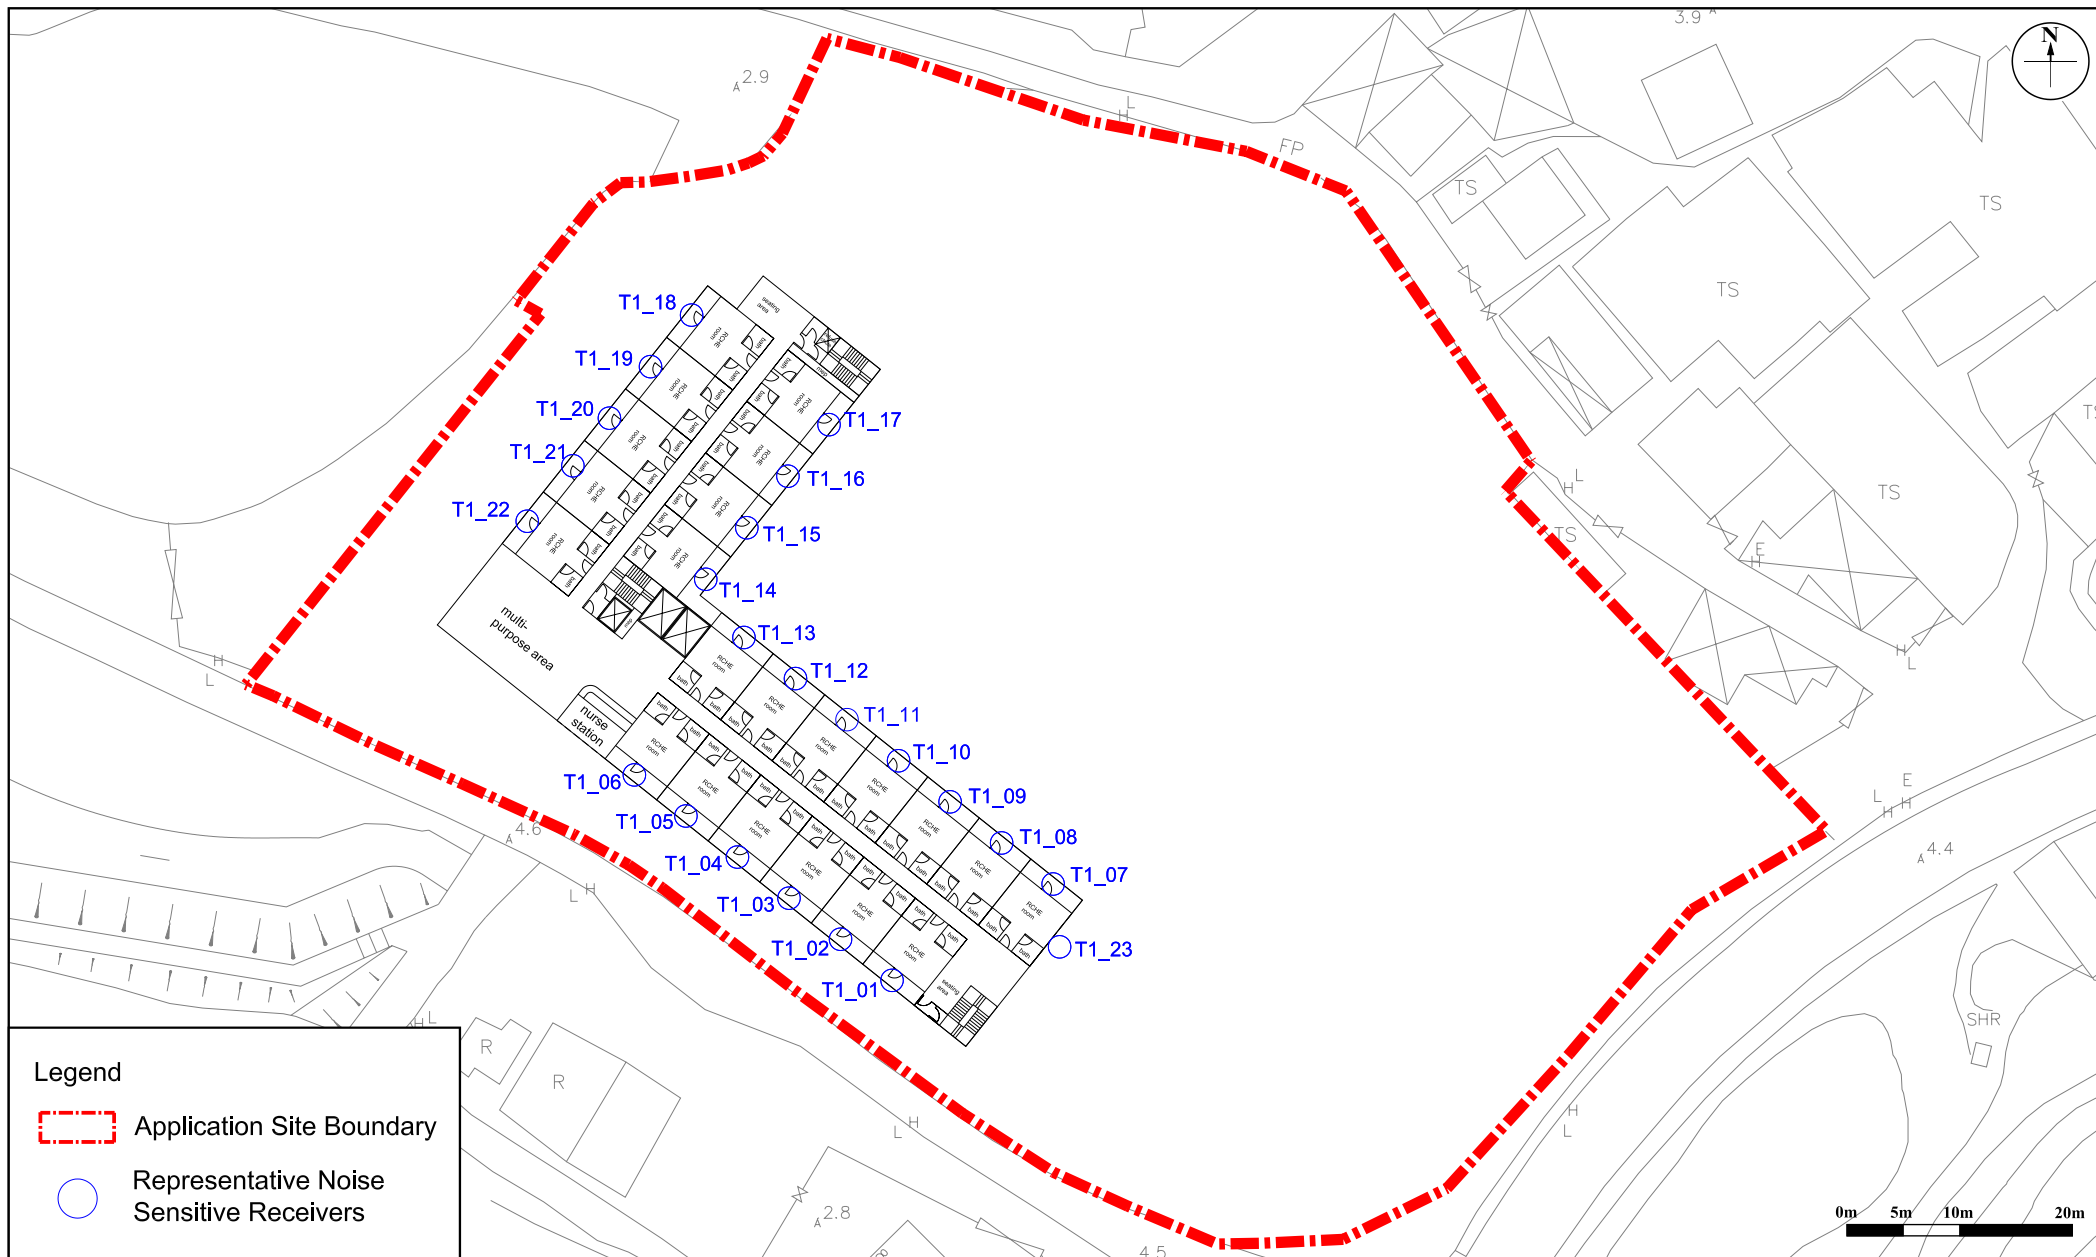 3.9
N
2.9
L
H
FP
TS
TS
TS
TS
T1_18
seating
area
T1_19
T1_20
T1_17
T1_21
T1_16
T1_22
T1_15
T1_14
T1_13
T1_12
T1_11
T1_10
T1_09
T1_08
T1_07
T1_06
T1_05
T1_04
T1_03
T1_02
T1_01
T1_23
RCHE
room
bath
multi-
purpose area
nurse
station
seating
area
H
L
L
H
TS
TS
E
H
H
L
E
L
H
H
4.6
4.4
L
H
H
L
SHR
R
R
L
H
H
L
2.8
4.5
Legend
Application Site Boundary
Representative Noise
Sensitive Receivers
0m 5m 10m 20m